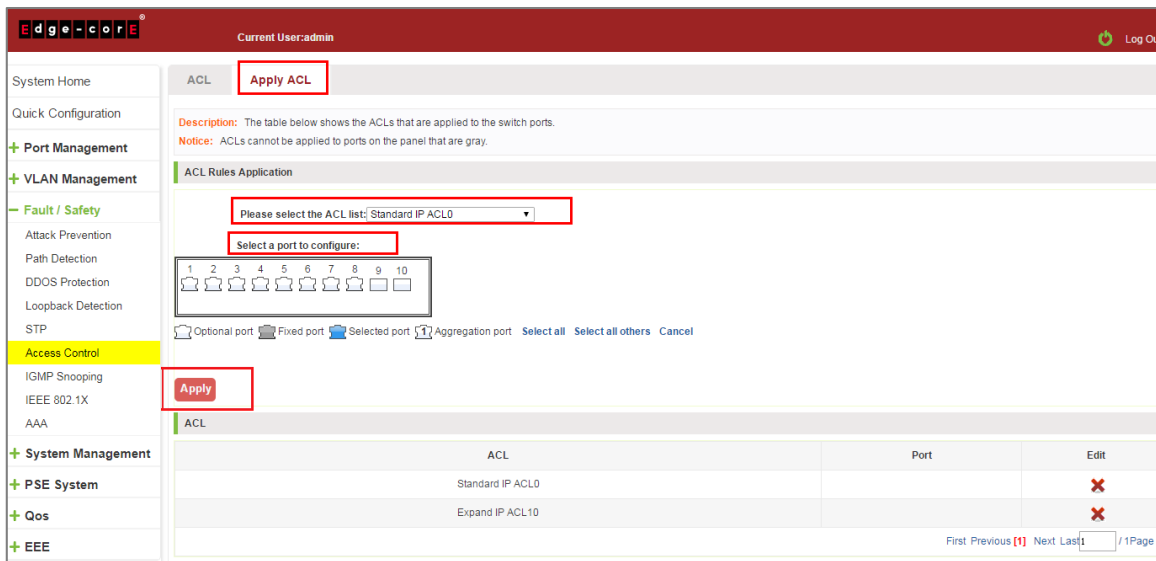 Edge-corE®
Current User:admin
Log Ou
System Home
Quick Configuration
+ Port Management
+ VLAN Management
− Fault / Safety
Attack Prevention
Path Detection
DDOS Protection
Loopback Detection
STP
Access Control
IGMP Snooping
IEEE 802.1X
AAA
+ System Management
+ PSE System
+ Qos
+ EEE
ACL Apply ACL
Description: The table below shows the ACLs that are applied to the switch ports.
Notice: ACLs cannot be applied to ports on the panel that are gray.
ACL Rules Application
Please select the ACL list: Standard IP ACL0
Select a port to configure:
1 2 3 4 5 6 7 8 9 10
Optional port Fixed port Selected port 1 Aggregation port Select all Select all others Cancel
Apply
ACL
ACL Port Edit
Standard IP ACL0
Expand IP ACL10
First Previous [1] Next Last 1 / 1Page